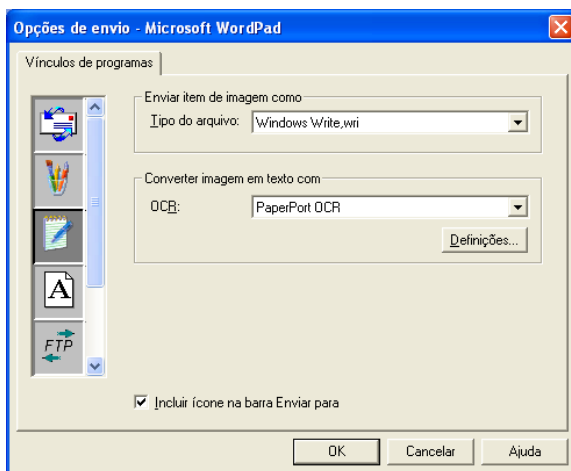 Opções de envio - Microsoft WordPad
Vínculos de programas
Enviar item de imagem como
Tipo do arquivo: Windows Write,wri
Converter imagem em texto com
OCR: PaperPort OCR
Definições...
A
FTP
Incluir ícone na barra Enviar para
OK Cancelar Ajuda